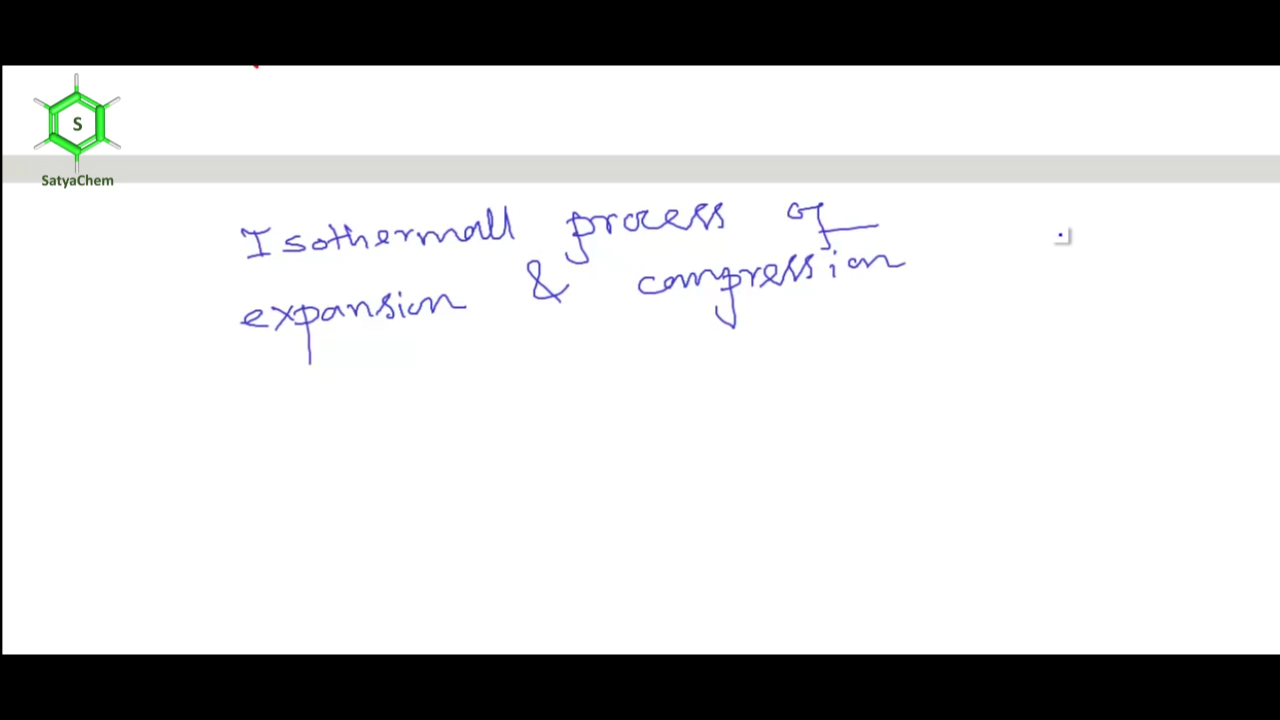 S
SatyaChem
Isothermall process of
expansion & compression